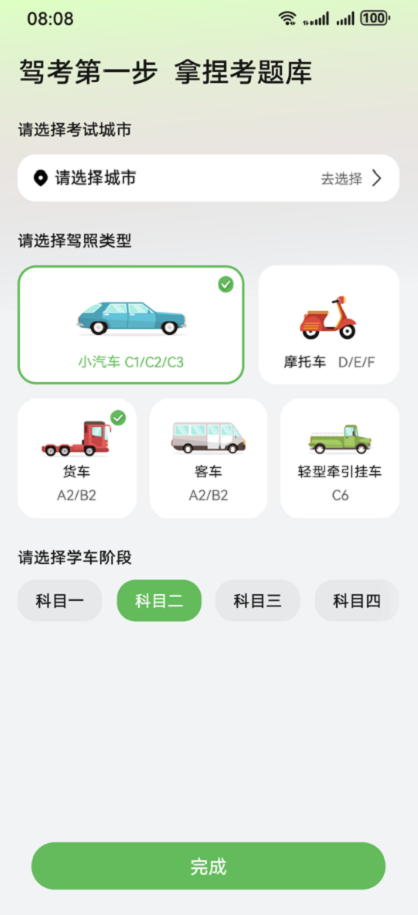 08:08
100
驾考第一步 拿捏考题库
请选择考试城市
请选择城市 去选择
请选择驾照类型
小汽车 C1/C2/C3
摩托车 D/E/F
货车
A2/B2
客车
A2/B2
轻型牵引挂车
C6
请选择学车阶段
科目一 科目二 科目三 科目四
完成